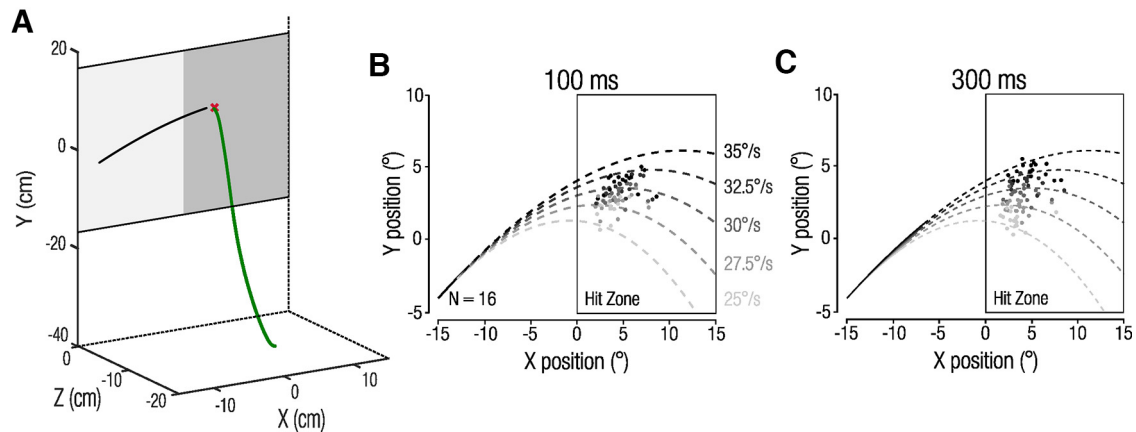 A
20
0
-20
-40
Y (cm)
0
-10
-20
Z (cm)
-10
0
10
X (cm)
B
100 ms
10
5
0
-5
Y position (°)
N = 16
Hit Zone
35°/s
32.5°/s
30°/s
27.5°/s
25°/s
-15 -10 -5 0 5 10 15
X position (°)
C
300 ms
10
5
0
-5
Y position (°)
Hit Zone
-15 -10 -5 0 5 10 15
X position (°)